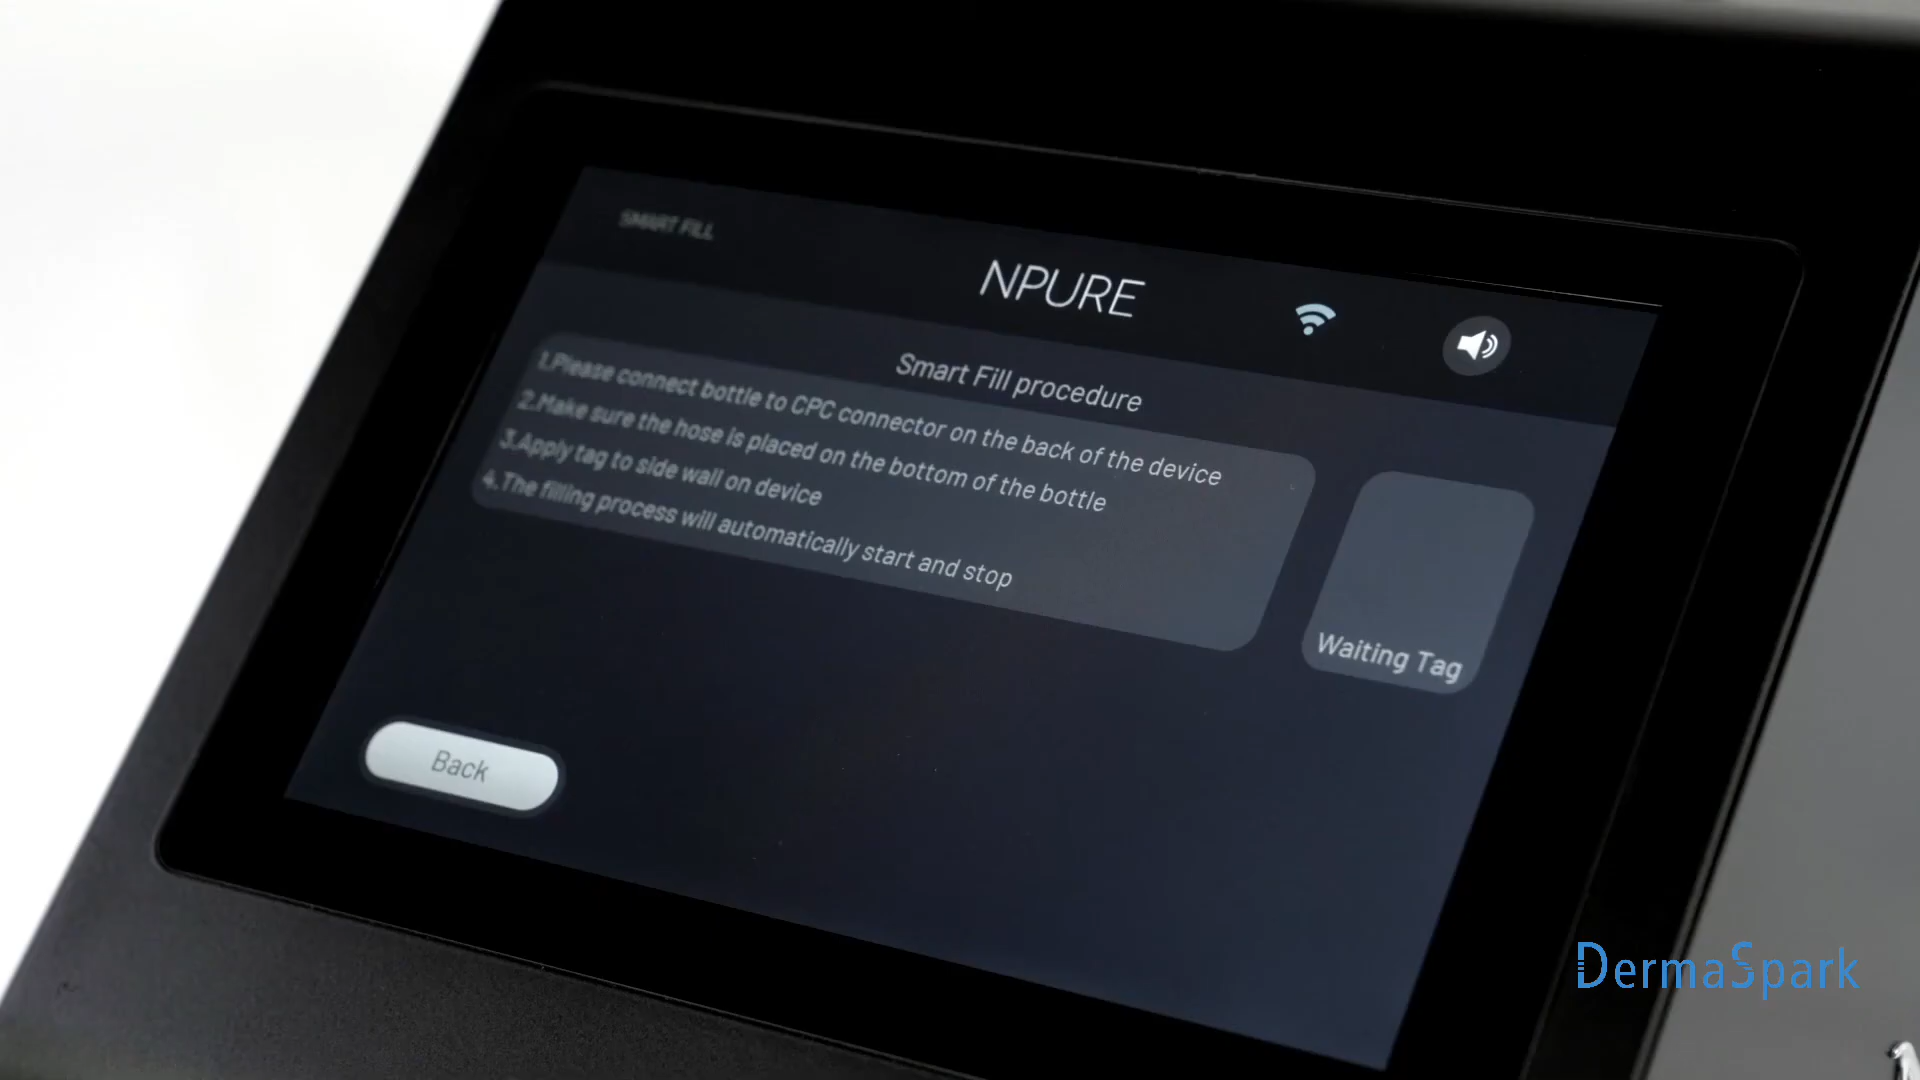 SMART FILL
NPURE
Smart Fill procedure
1.Please connect bottle to CPC connector on the back of the device
2.Make sure the hose is placed on the bottom of the bottle
3.Apply tag to side wall on device
4.The filling process will automatically start and stop
Waiting Tag
Back
DermaSpark